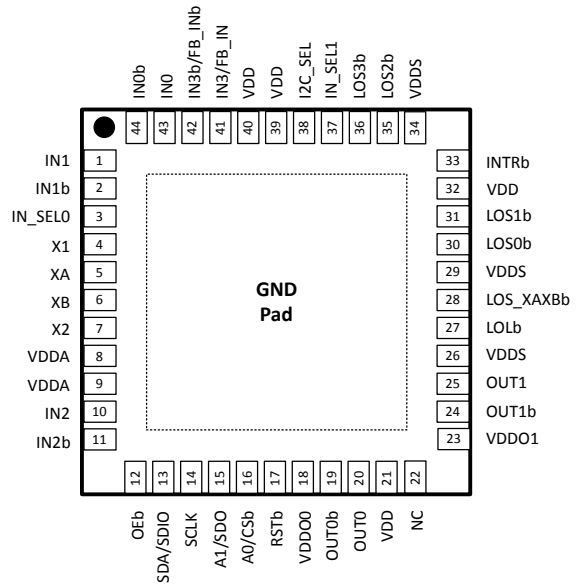 IN0b
IN0
IN3b/FB_INb
IN3/FB_IN
VDD
VDD
I2C_SEL
IN_SEL1
LOS3b
LOS2b
VDDS
44
43
42
41
40
39
38
37
36
35
34
IN1 1
IN1b 2
IN_SEL0 3
X1 4
XA 5
XB 6
X2 7
VDDA 8
VDDA 9
IN2 10
IN2b 11
GND
Pad
33 INTRb
32 VDD
31 LOS1b
30 LOS0b
29 VDDS
28 LOS_XAXBb
27 LOLb
26 VDDS
25 OUT1
24 OUT1b
23 VDDO1
12
13
14
15
16
17
18
19
20
21
22
OEb
SDA/SDIO
SCLK
A1/SDO
A0/CSb
RSTb
VDDO0
OUT0b
OUT0
VDD
NC